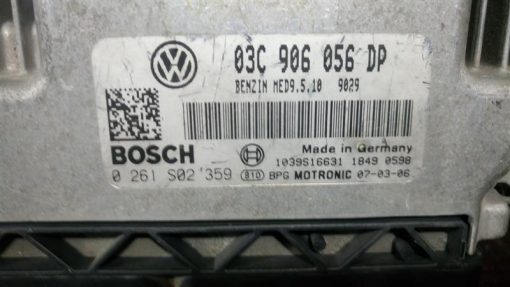 03C 906 056 DP
BENZIN MED9.5.10 9029
Made in Germany
BOSCH 1039S16631 1849 0598
0 261 S02 359 810 BPG MOTRONIC 07-03-06